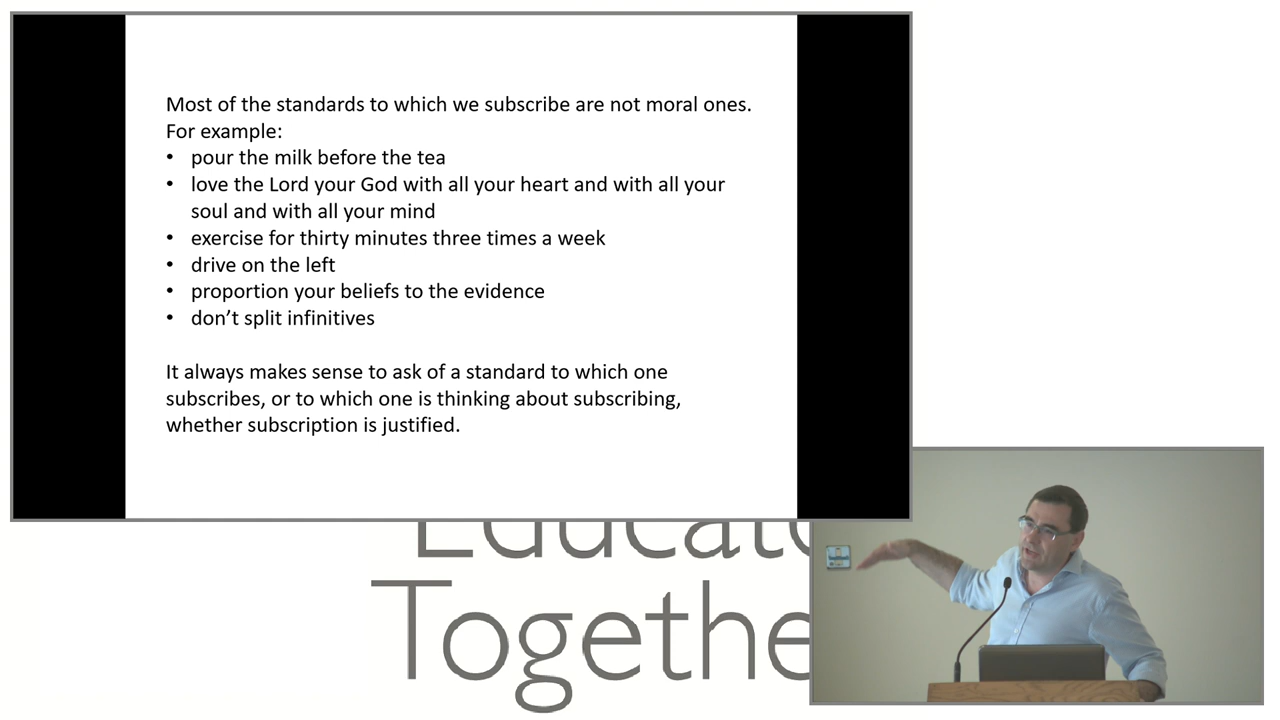 Most of the standards to which we subscribe are not moral ones.
For example:
• pour the milk before the tea
• love the Lord your God with all your heart and with all your
soul and with all your mind
• exercise for thirty minutes three times a week
• drive on the left
• proportion your beliefs to the evidence
• don’t split infinitives
It always makes sense to ask of a standard to which one
subscribes, or to which one is thinking about subscribing,
whether subscription is justified.
Educato
Togethe